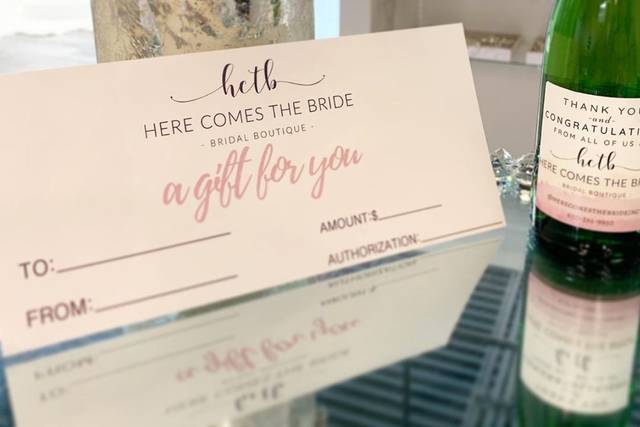 hctb
HERE COMES THE BRIDE
- BRIDAL BOUTIQUE -
a gift for you
TO:
AMOUNT:$
FROM:
AUTHORIZATION:
THANK YOU
-and-
CONGRATULATI
FROM ALL OF US
hctb
HERE COMES THE BR
BRIDAL BOUTIQUE